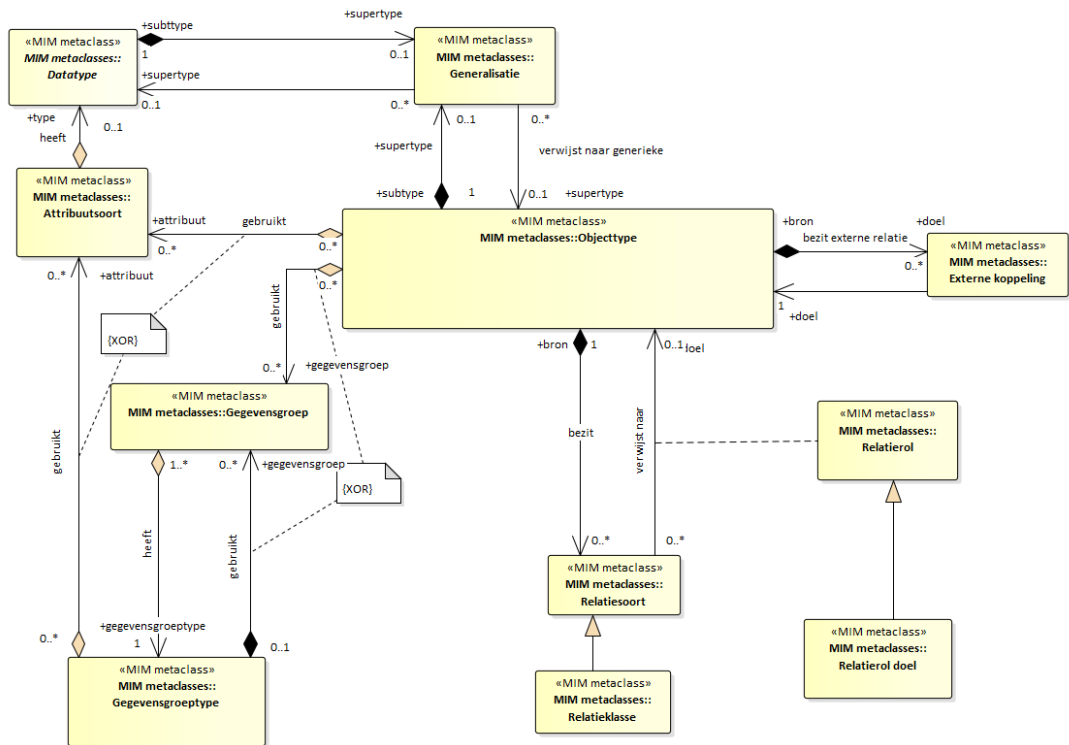 +subttype
+supertype
«MIM metaclass»
MIM metaclasses::
Datatype
1
0..1
«MIM metaclass»
MIM metaclasses::
Generalisatie
+supertype
0..1
0..*
+type
0..1
heeft
0..1
0..*
+supertype
verwijst naar generieke
+subtype
1
0..1
+supertype
«MIM metaclass»
MIM metaclasses::
Attribuutsoort
+attribuut
gebruikt
0..*
0..*
«MIM metaclass»
MIM metaclasses::Objecttype
+bron
+doel
bezit externe relatie
0..*
«MIM metaclass»
MIM metaclasses::
Externe koppeling
1
+doel
0..*
+attribuut
0..*
gebruikt
{XOR}
0..*
+gegevensgroep
+bron
1
0..1
doel
«MIM metaclass»
MIM metaclasses::Gegevensgroep
1..*
0..*
+gegevensgroep
{XOR}
gebruikt
heeft
gebruikt
bezit
verwijst naar
«MIM metaclass»
MIM metaclasses::
Relatierol
0..*
0..*
+gegevensgroeptype
0..*
1
0..1
«MIM metaclass»
MIM metaclasses::
Relatiesoort
«MIM metaclass»
MIM metaclasses::
Gegevensgroeptype
«MIM metaclass»
MIM metaclasses::
Relatieklasse
«MIM metaclass»
MIM metaclasses::
Relatierol doel